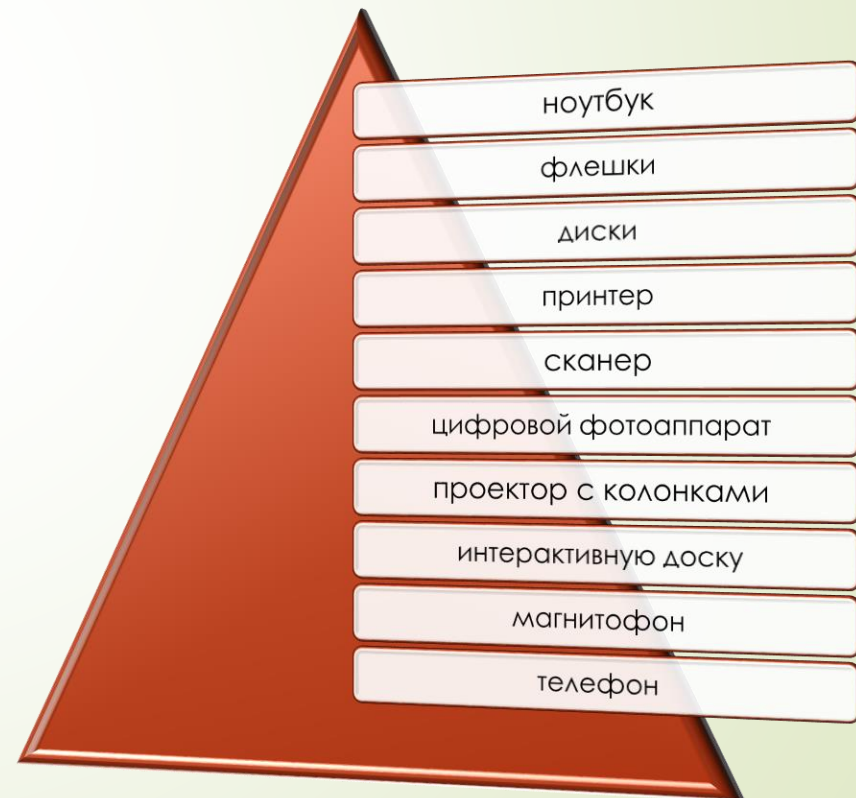 ноутбук
флешки
диски
принтер
сканер
цифровой фотоаппарат
проектор с колонками
интерактивную доску
магнитофон
телефон